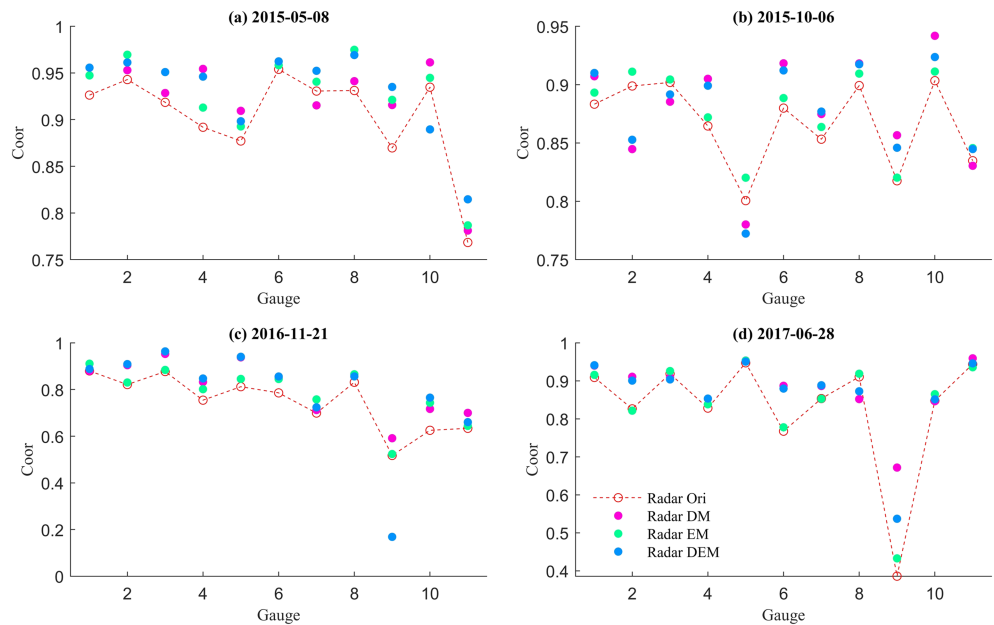 (a) 2015-05-08
1
0.95
0.9
0.85
0.8
0.75
Coor
2 4 6 8 10
Gauge
(b) 2015-10-06
0.95
0.9
0.85
0.8
0.75
Coor
2 4 6 8 10
Gauge
(c) 2016-11-21
1
0.8
0.6
0.4
0.2
0
Coor
2 4 6 8 10
Gauge
(d) 2017-06-28
1
0.9
0.8
0.7
0.6
0.5
0.4
Coor
Radar Ori
Radar DM
Radar EM
Radar DEM
2 4 6 8 10
Gauge